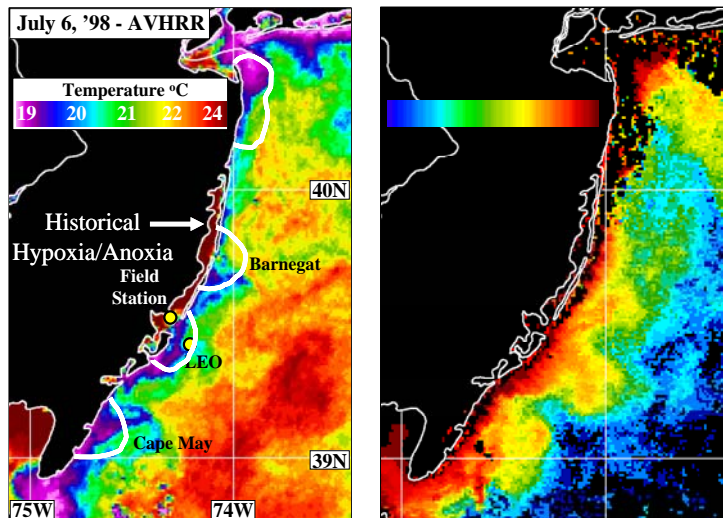 July 6, '98 - AVHRR
Temperature °C
19 20 21 22 24
40N
Historical
Hypoxia/Anoxia
Field
Station
Barnegat
LEO
Cape May
39N
75W 74W